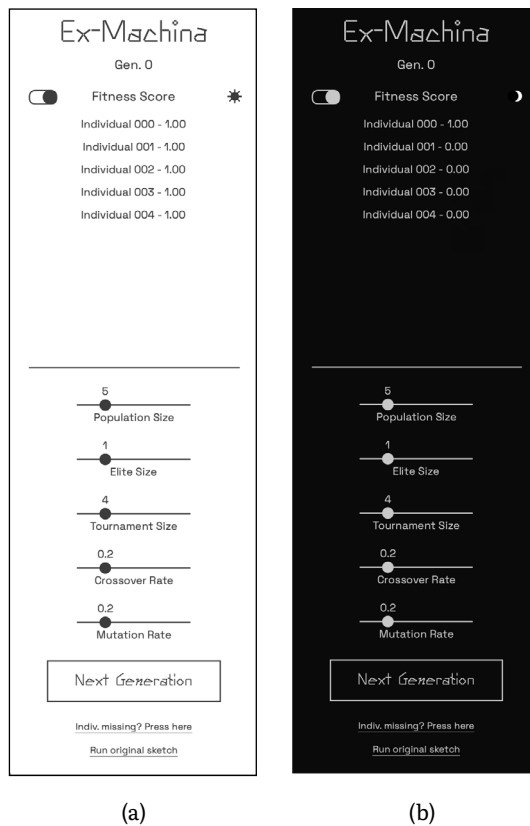 Ex-Machina
Gen. 0
Fitness Score
Individual 000 - 1.00
Individual 001 - 1.00
Individual 002 - 1.00
Individual 003 - 1.00
Individual 004 - 1.00
5
Population Size
1
Elite Size
4
Tournament Size
0.2
Crossover Rate
0.2
Mutation Rate
Next Generation
Indiv. missing? Press here
Run original sketch
(a)
Ex-Machina
Gen. 0
Fitness Score
Individual 000 - 1.00
Individual 001 - 0.00
Individual 002 - 0.00
Individual 003 - 0.00
Individual 004 - 0.00
5
Population Size
1
Elite Size
4
Tournament Size
0.2
Crossover Rate
0.2
Mutation Rate
Next Generation
Indiv. missing? Press here
Run original sketch
(b)